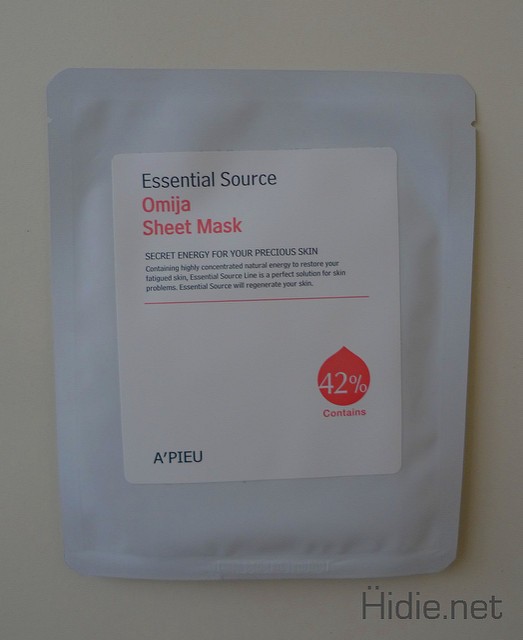 Essential Source
Omija
Sheet Mask
SECRET ENERGY FOR YOUR PRECIOUS SKIN
Containing highly concentrated natural energy to restore your
fatigued skin, Essential Source Line is a perfect solution for skin
problems. Essential Source will regenerate your skin.
42%
Contains
A'PIEU
Ḧidie.net